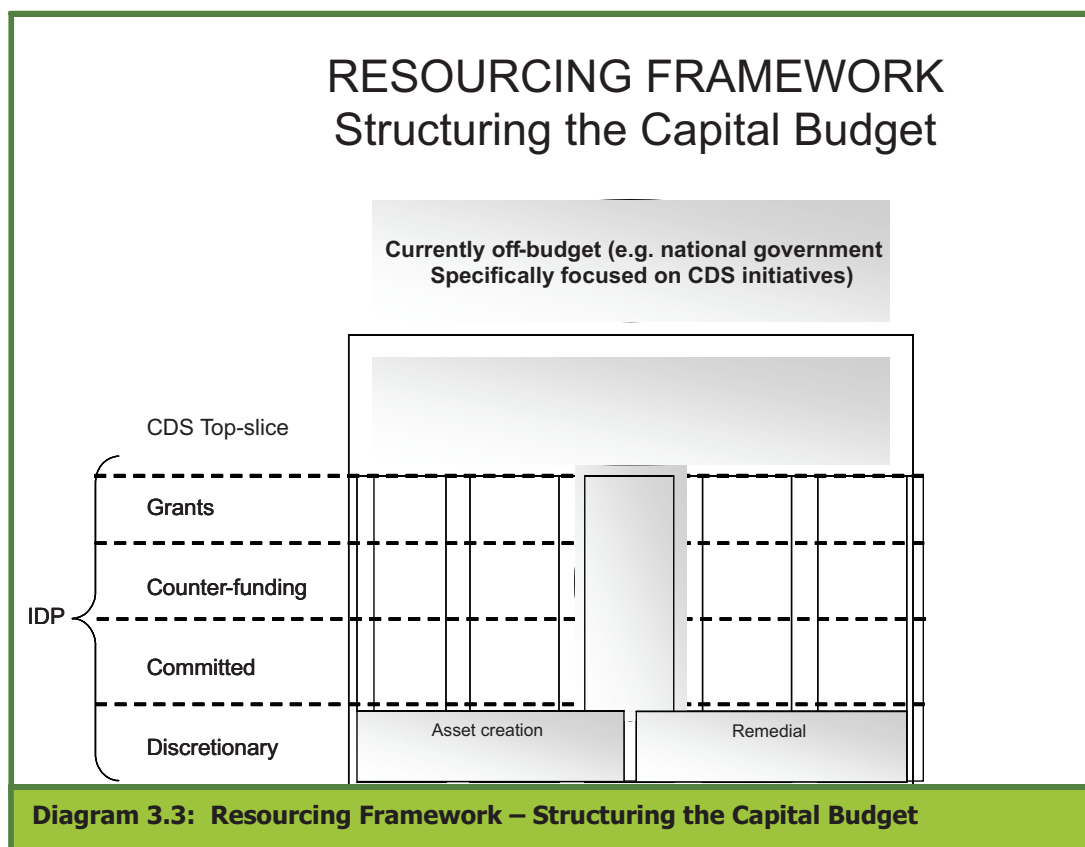 RESOURCING FRAMEWORK
Structuring the Capital Budget
Currently off-budget (e.g. national government
Specifically focused on CDS initiatives)
CDS Top-slice
Grants
Counter-funding
IDP
Committed
Asset creation
Remedial
Discretionary
Diagram 3.3: Resourcing Framework – Structuring the Capital Budget